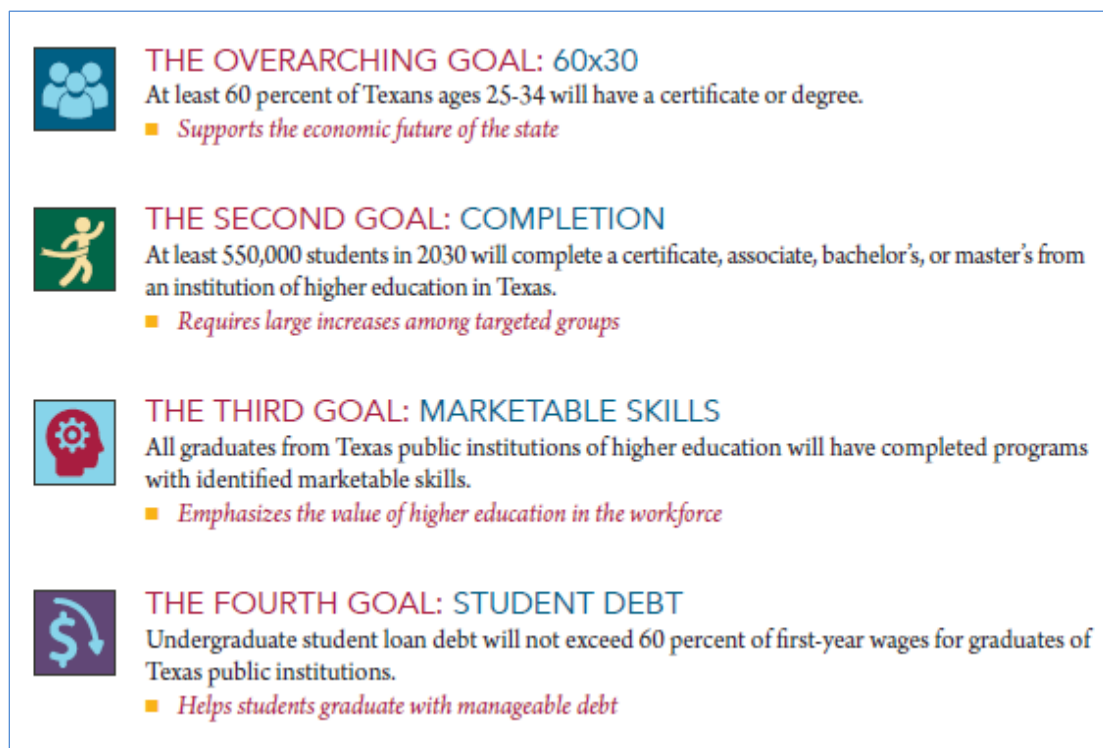 THE OVERARCHING GOAL: 60x30
At least 60 percent of Texans ages 25-34 will have a certificate or degree.
■ Supports the economic future of the state
THE SECOND GOAL: COMPLETION
At least 550,000 students in 2030 will complete a certificate, associate, bachelor's, or master's from
an institution of higher education in Texas.
■ Requires large increases among targeted groups
THE THIRD GOAL: MARKETABLE SKILLS
All graduates from Texas public institutions of higher education will have completed programs
with identified marketable skills.
■ Emphasizes the value of higher education in the workforce
$
THE FOURTH GOAL: STUDENT DEBT
Undergraduate student loan debt will not exceed 60 percent of first-year wages for graduates of
Texas public institutions.
■ Helps students graduate with manageable debt